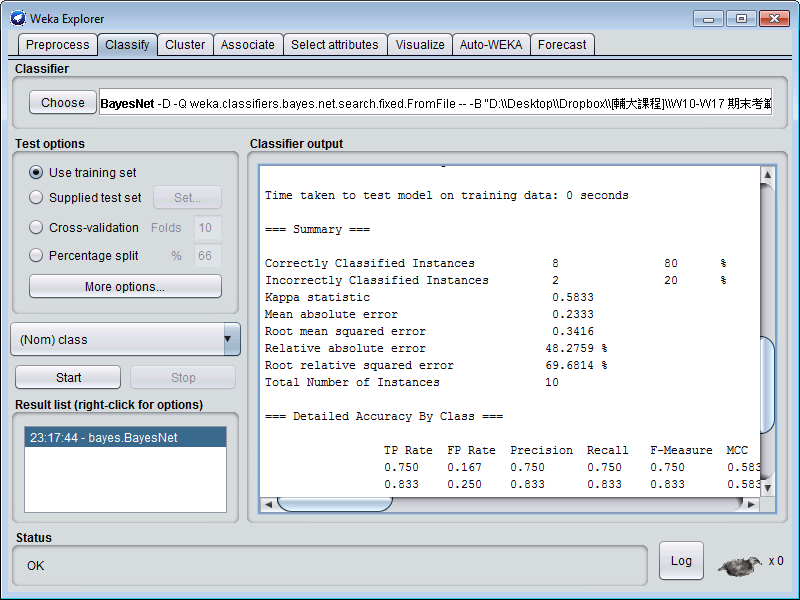 Weka Explorer
Preprocess Classify Cluster Associate Select attributes Visualize Auto-WEKA Forecast
Classifier
Choose BayesNet -D -Q weka.classifiers.bayes.net.search.fixed.FromFile -- -B "D:\\Desktop\\Dropbox\\[輔大課程]\\W10-W17 期末考範
Test options
Use training set
Supplied test set Set...
Cross-validation Folds 10
Percentage split % 66
More options...
(Nom) class
Start Stop
Result list (right-click for options)
23:17:44 - bayes.BayesNet
Classifier output
Time taken to test model on training data: 0 seconds
=== Summary ===
Correctly Classified Instances 8 80 %
Incorrectly Classified Instances 2 20 %
Kappa statistic 0.5833
Mean absolute error 0.2333
Root mean squared error 0.3416
Relative absolute error 48.2759 %
Root relative squared error 69.6814 %
Total Number of Instances 10
=== Detailed Accuracy By Class ===
TP Rate FP Rate Precision Recall F-Measure MCC
0.750 0.167 0.750 0.750 0.750 0.583
0.833 0.250 0.833 0.833 0.833 0.583
Status
OK
Log x 0